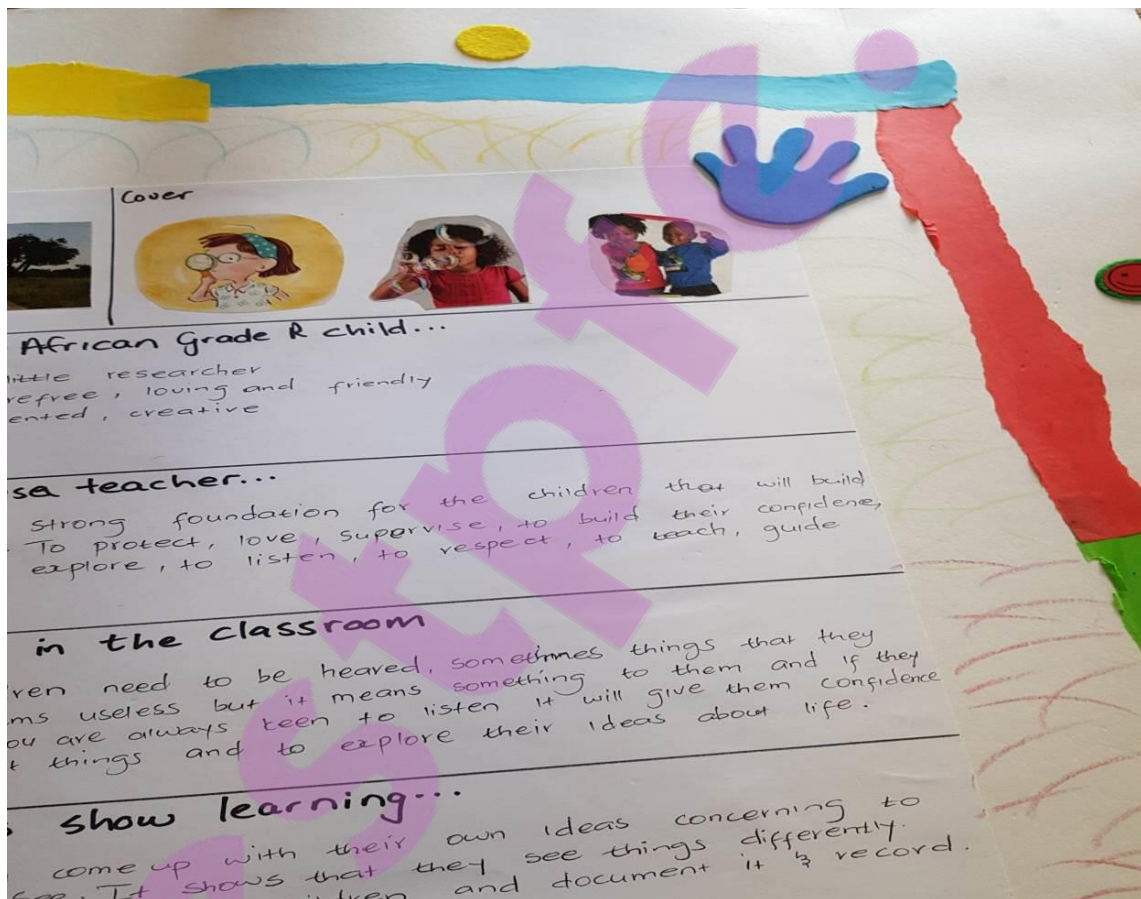 Cover
African Grade R child...
little researcher
refree, loving and friendly
ented, creative
sa teacher...
strong foundation for the children that will build
To protect, love, supervise, to build their confidene,
explore, to listen, to respect, to teach, guide
in the classroom
ren need to be heared, sometimes things that they
ms useless but it means something to them and if they
ou are always keen to listen it will give them confidence
t things and to explore their ideas about life.
s show learning...
come up with their own ideas concerning to
see. It shows that they see things differently.
and document it & record.